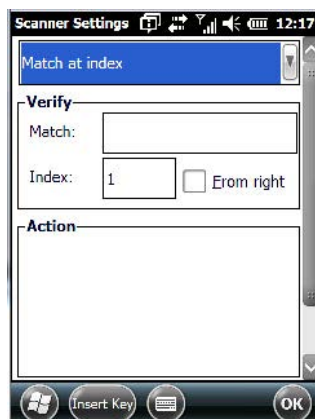 Scanner Settings 12:17
Match at index
Verify
Match:
Index: 1 From right
Action
Insert Key OK